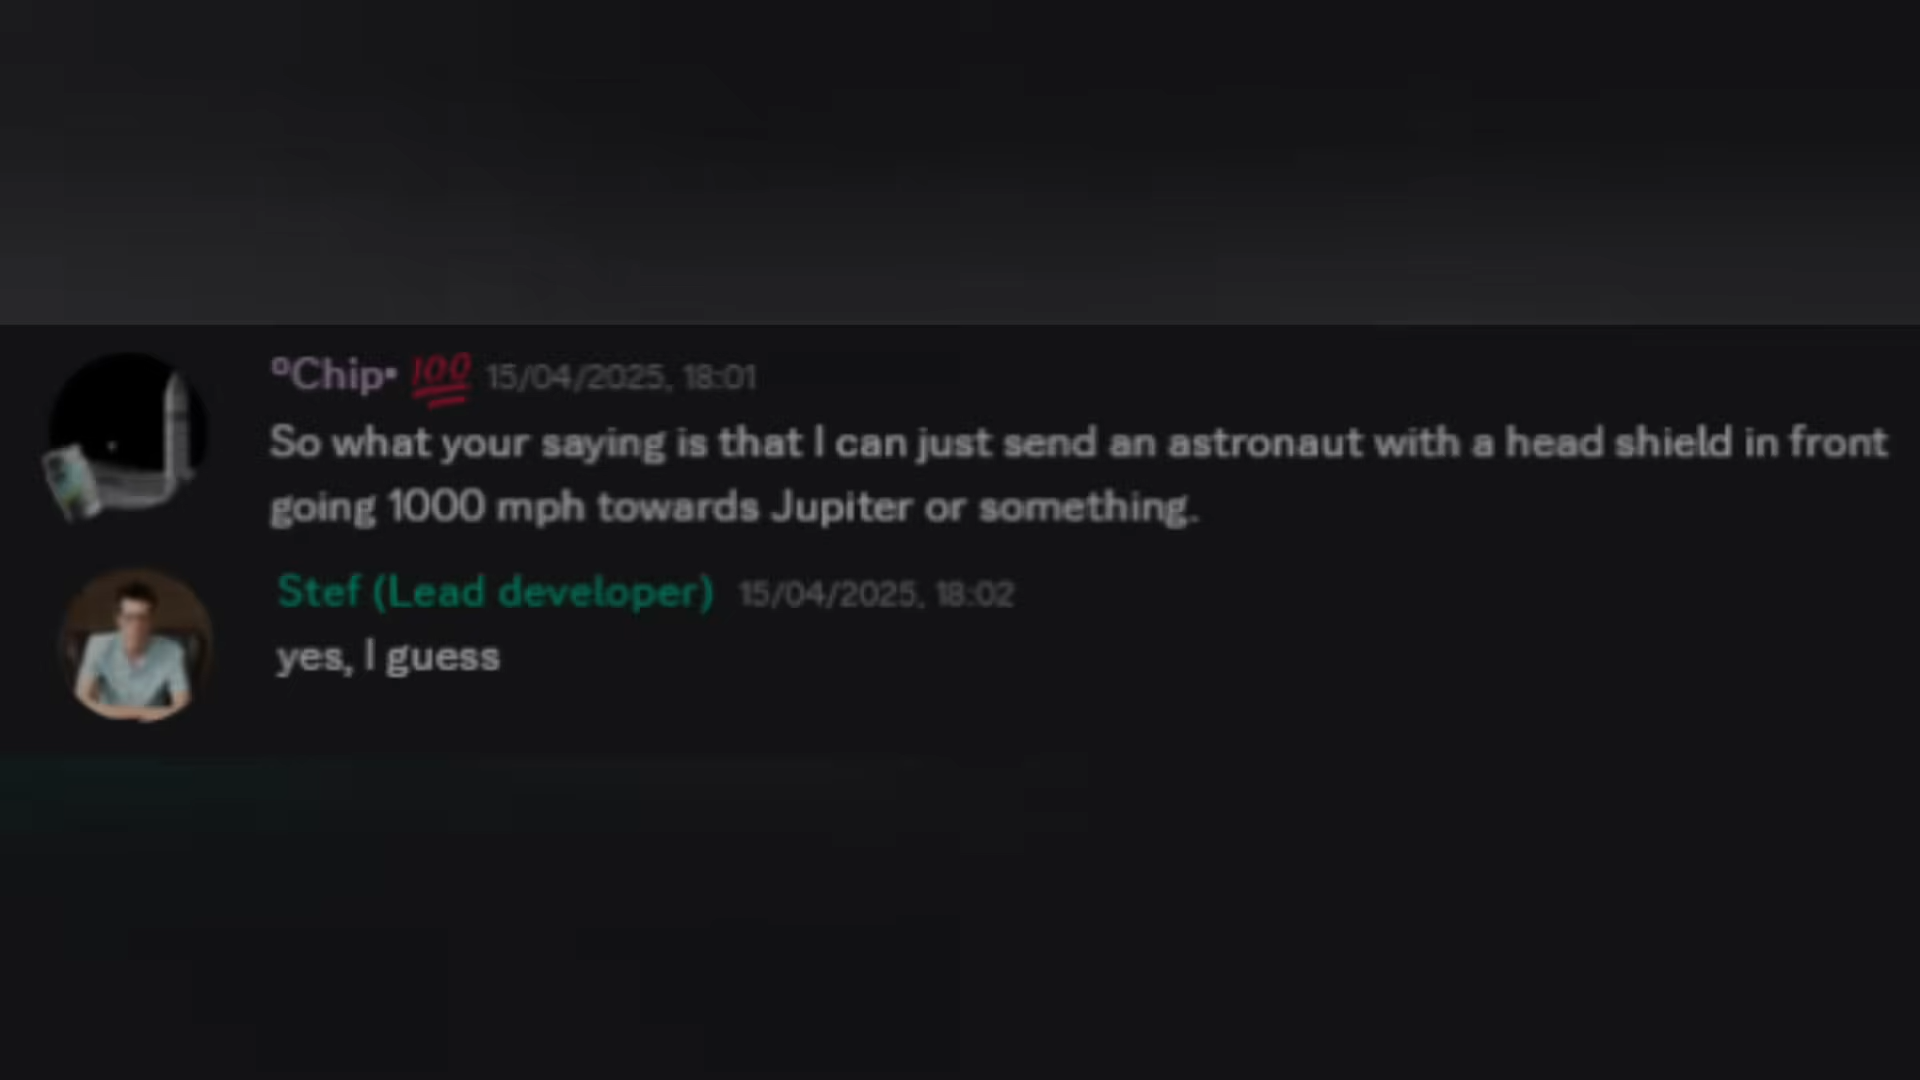 ºChip• 💯 15/04/2025, 18:01
So what your saying is that I can just send an astronaut with a head shield in front
going 1000 mph towards Jupiter or something.
Stef (Lead developer) 15/04/2025, 18:02
yes, I guess